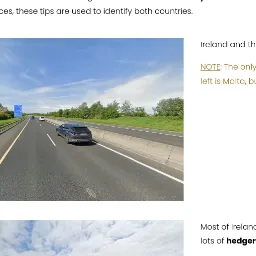 ces, these tips are used to identify both countries.
Ireland and th
NOTE: The only
left is Malta, bu
Most of Irelan
lots of hedger